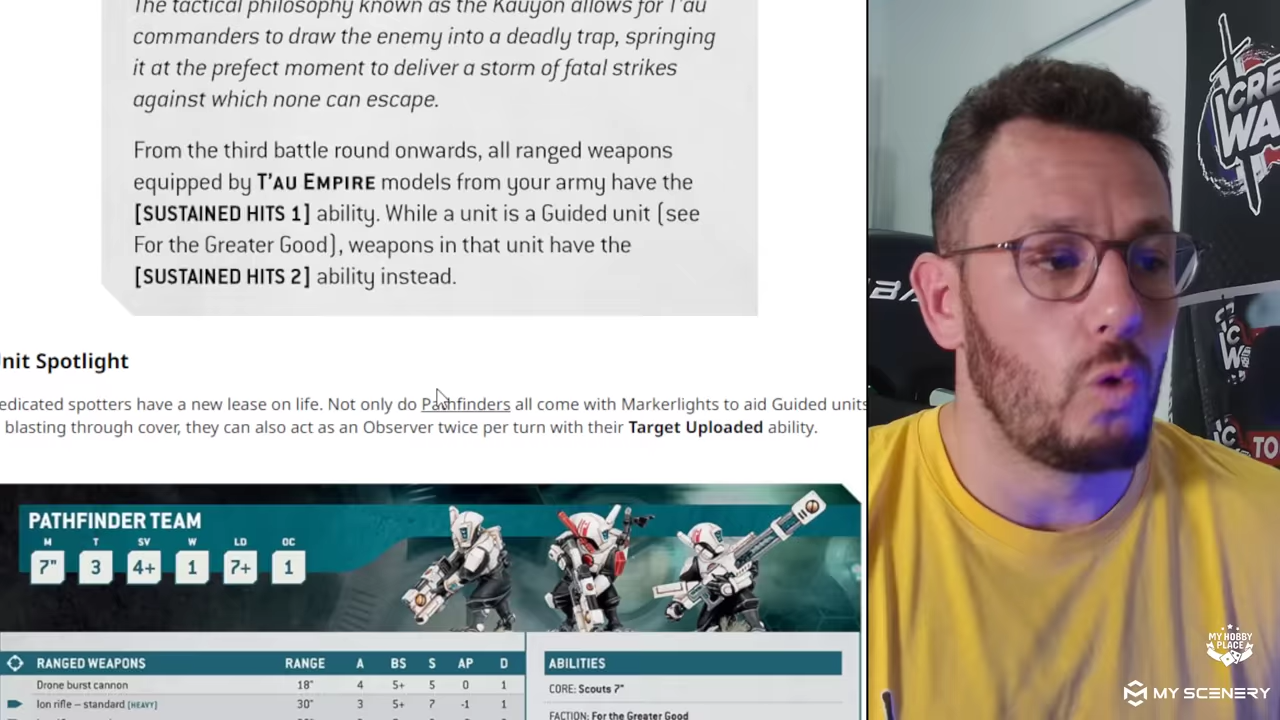 The tactical philosophy known as the Kauyon allows for T'au
commanders to draw the enemy into a deadly trap, springing
it at the prefect moment to deliver a storm of fatal strikes
against which none can escape.
From the third battle round onwards, all ranged weapons
equipped by T'AU EMPIRE models from your army have the
[SUSTAINED HITS 1] ability. While a unit is a Guided unit (see
For the Greater Good), weapons in that unit have the
[SUSTAINED HITS 2] ability instead.
nit Spotlight
edicated spotters have a new lease on life. Not only do Pathfinders all come with Markerlights to aid Guided units
blasting through cover, they can also act as an Observer twice per turn with their Target Uploaded ability.
PATHFINDER TEAM
M T SV W LD OC
7" 3 4+ 1 7+ 1
RANGED WEAPONS RANGE A BS S AP D
Drone burst cannon 18" 4 5+ 5 0 1
Ion rifle – standard [HEAVY] 30" 3 5+ 7 -1 1
ABILITIES
CORE: Scouts 7"
FACTION: For the Greater Good
CRE
WA
TO
MY HOBBY
PLACE
MY SCENERY